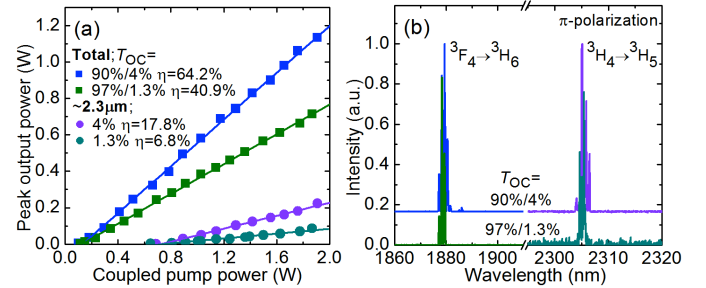 (a)
Peak output power (W)
1.2
1.0
0.8
0.6
0.4
0.2
0.0
Total; T_OC=
90%/4% η=64.2%
97%/1.3% η=40.9%
~2.3μm;
4% η=17.8%
1.3% η=6.8%
0.0 0.4 0.8 1.2 1.6 2.0
Coupled pump power (W)
(b)
π-polarization
Intensity (a.u.)
1.0
0.8
0.6
0.4
0.2
0.0
³F₄→³H₆
³H₄→³H₅
T_OC=
90%/4%
97%/1.3%
1860 1880 1900 2300 2310 2320
Wavelength (nm)